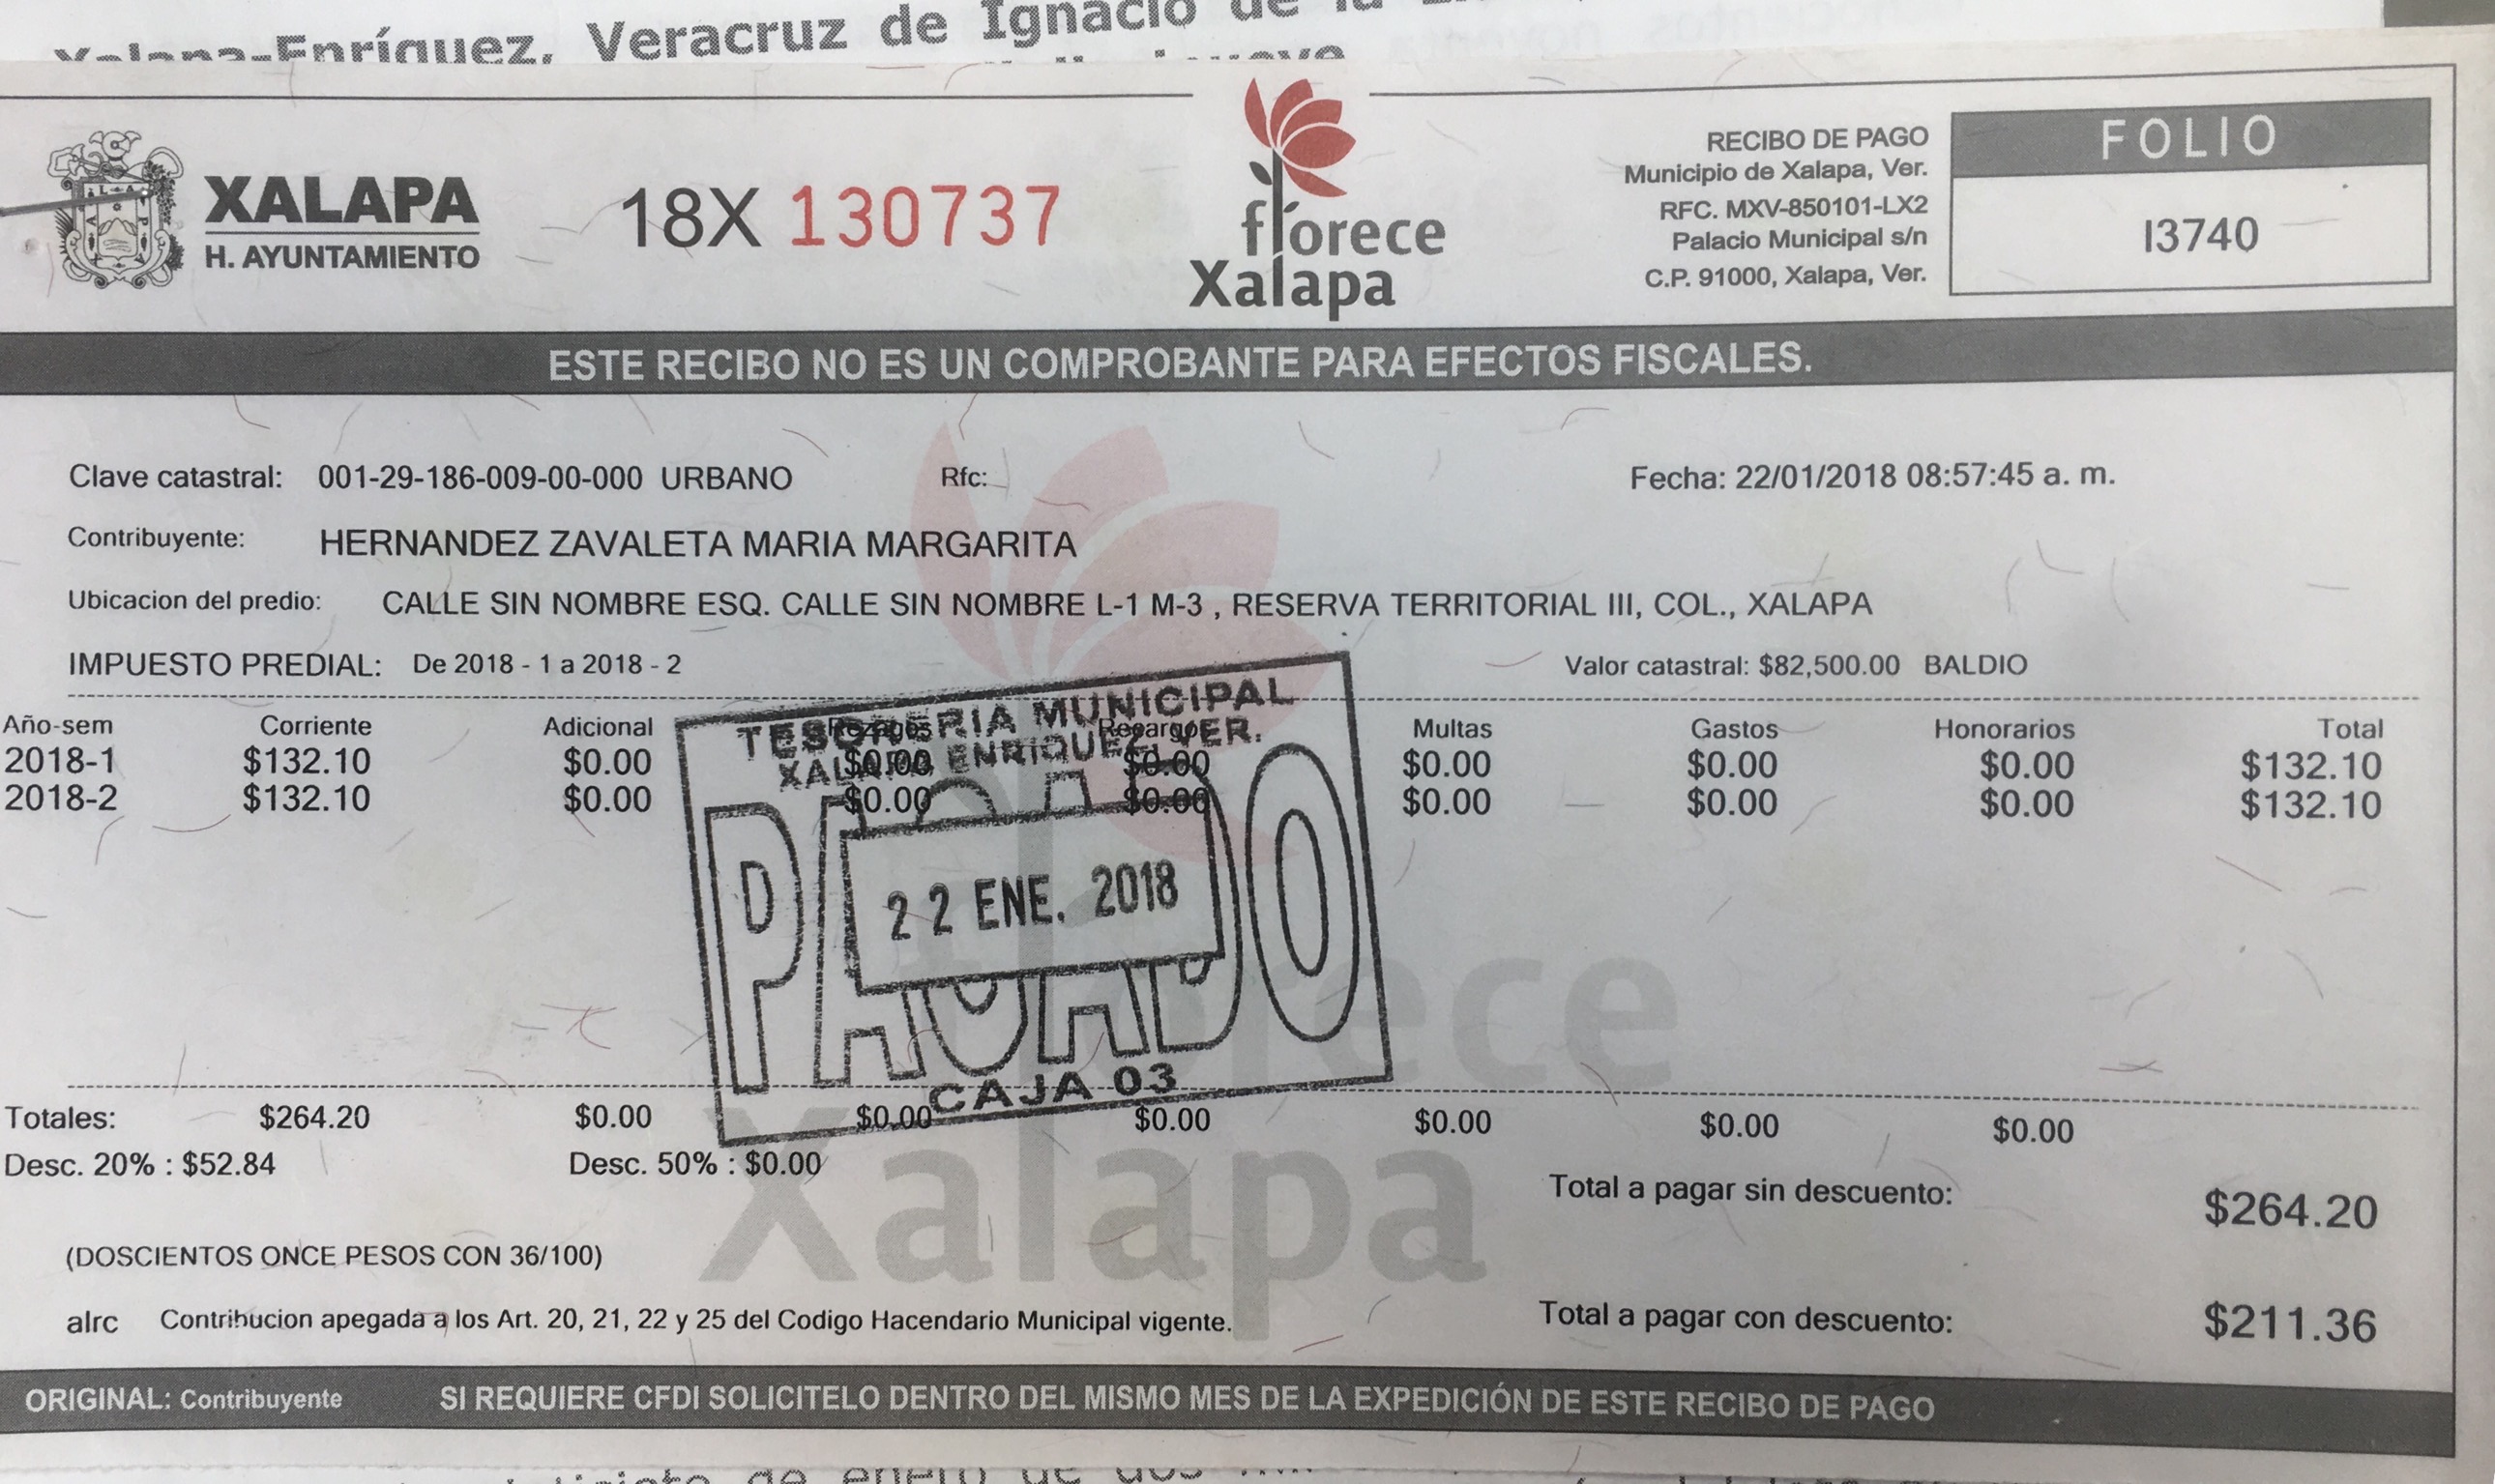 Xalapa-Enríquez, Veracruz de Ignacio de la
XALAPA
H. AYUNTAMIENTO
18X 130737
florece
Xalapa
RECIBO DE PAGO
Municipio de Xalapa, Ver.
RFC. MXV-850101-LX2
Palacio Municipal s/n
C.P. 91000, Xalapa, Ver.
FOLIO
I3740
ESTE RECIBO NO ES UN COMPROBANTE PARA EFECTOS FISCALES.
Clave catastral: 001-29-186-009-00-000 URBANO Rfc: Fecha: 22/01/2018 08:57:45 a. m.
Contribuyente: HERNANDEZ ZAVALETA MARIA MARGARITA
Ubicacion del predio: CALLE SIN NOMBRE ESQ. CALLE SIN NOMBRE L-1 M-3 , RESERVA TERRITORIAL III, COL., XALAPA
IMPUESTO PREDIAL: De 2018 - 1 a 2018 - 2 Valor catastral: $82,500.00 BALDIO
Año-sem Corriente Adicional Rezagos Recargos Multas Gastos Honorarios Total
2018-1 $132.10 $0.00 $0.00 $0.00 $0.00 $0.00 $0.00 $132.10
2018-2 $132.10 $0.00 $0.00 $0.00 $0.00 $0.00 $0.00 $132.10
TESORERIA MUNICIPAL
XALAPA ENRIQUEZ, VER.
PAGADO
22 ENE. 2018
CAJA 03
florece
Xalapa
Totales: $264.20 $0.00 $0.00 $0.00 $0.00 $0.00 $0.00
Desc. 20% : $52.84 Desc. 50% : $0.00
Total a pagar sin descuento: $264.20
(DOSCIENTOS ONCE PESOS CON 36/100)
alrc Contribucion apegada a los Art. 20, 21, 22 y 25 del Codigo Hacendario Municipal vigente.
Total a pagar con descuento: $211.36
ORIGINAL: Contribuyente SI REQUIERE CFDI SOLICITELO DENTRO DEL MISMO MES DE LA EXPEDICIÓN DE ESTE RECIBO DE PAGO
de enero de dos